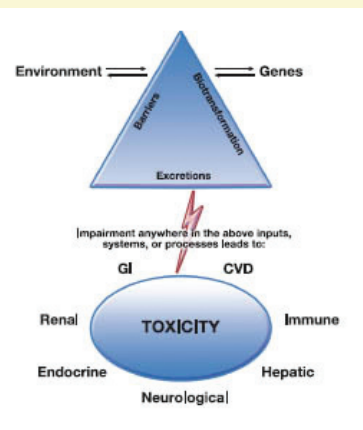 Environment
Genes
Barriers
Biotransformation
Excretions
Impairment anywhere in the above inputs,
systems, or processes leads to:
GI CVD
Renal TOXICITY Immune
Endocrine Hepatic
Neurological